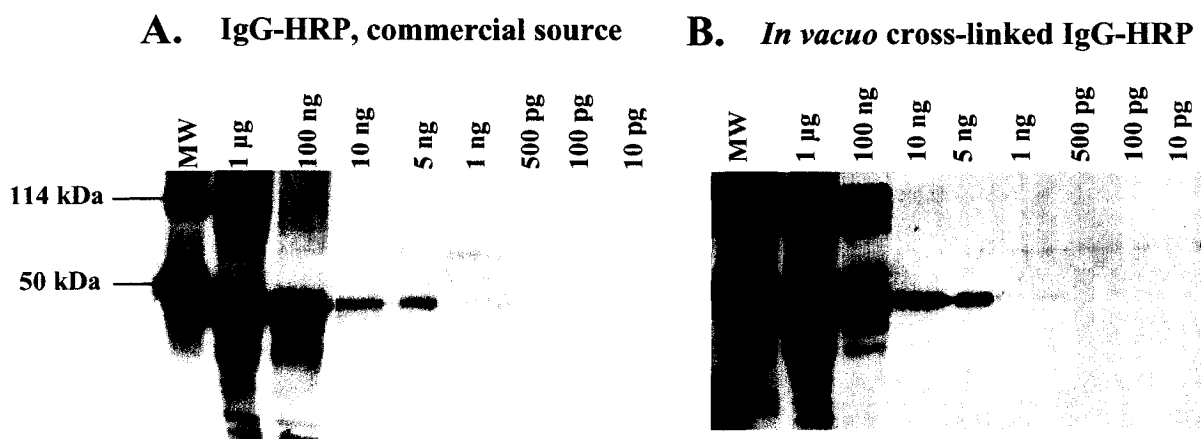 A. IgG-HRP, commercial source
MW 1 µg 100 ng 10 ng 5 ng 1 ng 500 pg 100 pg 10 pg
114 kDa
50 kDa
B. In vacuo cross-linked IgG-HRP
MW 1 µg 100 ng 10 ng 5 ng 1 ng 500 pg 100 pg 10 pg